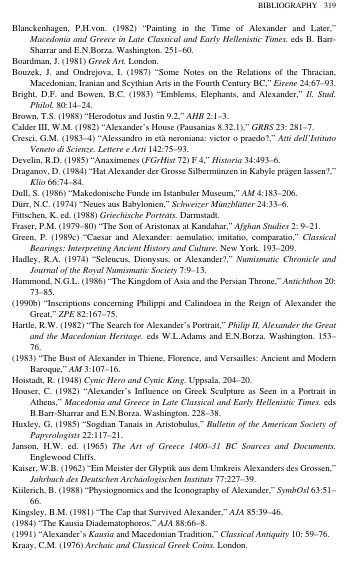 BIBLIOGRAPHY 319
Blanckenhagen, P.H.von. (1982) “Painting in the Time of Alexander and Later,”
Macedonia and Greece in Late Classical and Early Hellenistic Times. eds B. Barr-
Sharrar and E.N.Borza. Washington. 251–60.
Boardman, J. (1981) Greek Art. London.
Bouzek, J. and Ondrejova, I. (1987) “Some Notes on the Relations of the Thracian,
Macedonian, Iranian and Scythian Arts in the Fourth Century BC,” Eirene 24:67–93.
Bright, D.F. and Bowen, B.C. (1983) “Emblems, Elephants, and Alexander,” Il. Stud.
Philol. 80:14–24.
Brown, T.S. (1988) “Herodotus and Justin 9.2,” AHB 2:1–3.
Calder III, W.M. (1982) “Alexander’s House (Pausanias 8.32.1),” GRBS 23: 281–7.
Cresci, G.M. (1983–4) “Alessandro in età neroniana: victor o praedo?,” Atti dell’Istituto
Veneto di Scienze. Lettere e Arti 142:75–93.
Develin, R.D. (1985) “Anaximenes (FGrHist 72) F 4,” Historia 34:493–6.
Draganov, D. (1984) “Hat Alexander der Grosse Silbermünzen in Kabyle prägen lassen?,”
Klio 66:74–84.
Dull, S. (1986) “Makedonische Funde im Istanbuler Museum,” AM 4:183–206.
Dürr, N.C. (1974) “Neues aus Babylonien,” Schweizer Münzblätter 24:33–6.
Fittschen, K. ed. (1988) Griechische Porträts. Darmstadt.
Fraser, P.M. (1979–80) “The Son of Aristonax at Kandahar,” Afghan Studies 2: 9–21.
Green, P. (1989c) “Caesar and Alexander: aemulatio, imitatio, comparatio,” Classical
Bearings: Interpreting Ancient History and Culture. New York. 193–209.
Hadley, R.A. (1974) “Seleucus, Dionysus, or Alexander?,” Numismatic Chronicle and
Journal of the Royal Numismatic Society 7:9–13.
Hammond, N.G.L. (1986) “The Kingdom of Asia and the Persian Throne,” Antichthon 20:
73–85.
(1990b) “Inscriptions concerning Philippi and Calindoea in the Reign of Alexander the
Great,” ZPE 82:167–75.
Hartle, R.W. (1982) “The Search for Alexander’s Portrait,” Philip II, Alexander the Great
and the Macedonian Heritage. eds W.L.Adams and E.N.Borza. Washington. 153–
76.
(1983) “The Bust of Alexander in Thiene, Florence, and Versailles: Ancient and Modern
Baroque,” AM 3:107–16.
Hoistadt, R. (1948) Cynic Hero and Cynic King. Uppsala. 204–20.
Houser, C. (1982) “Alexander’s Influence on Greek Sculpture as Seen in a Portrait in
Athens,” Macedonia and Greece in Late Classical and Early Hellenistic Times. eds
B.Barr-Sharrar and E.N.Borza. Washington. 228–38.
Huxley, G. (1985) “Sogdian Tanais in Aristobulus,” Bulletin of the American Society of
Papyrologists 22:117–21.
Janson, H.W. ed. (1965) The Art of Greece 1400–31 BC Sources and Documents.
Englewood Cliffs.
Kaiser, W.B. (1962) “Ein Meister der Glyptik aus dem Umkreis Alexanders des Grossen,”
Jahrbuch des Deutschen Archäologischen Instituts 77:227–39.
Kiilerich, B. (1988) “Physiognomics and the Iconography of Alexander,” SymbOsl 63:51–
66.
Kingsley, B.M. (1981) “The Cap that Survived Alexander,” AJA 85:39–46.
(1984) “The Kausia Diadematophoros,” AJA 88:66–8.
(1991) “Alexander’s Kausia and Macedonian Tradition,” Classical Antiquity 10: 59–76.
Kraay, C.M. (1976) Archaic and Classical Greek Coins. London.